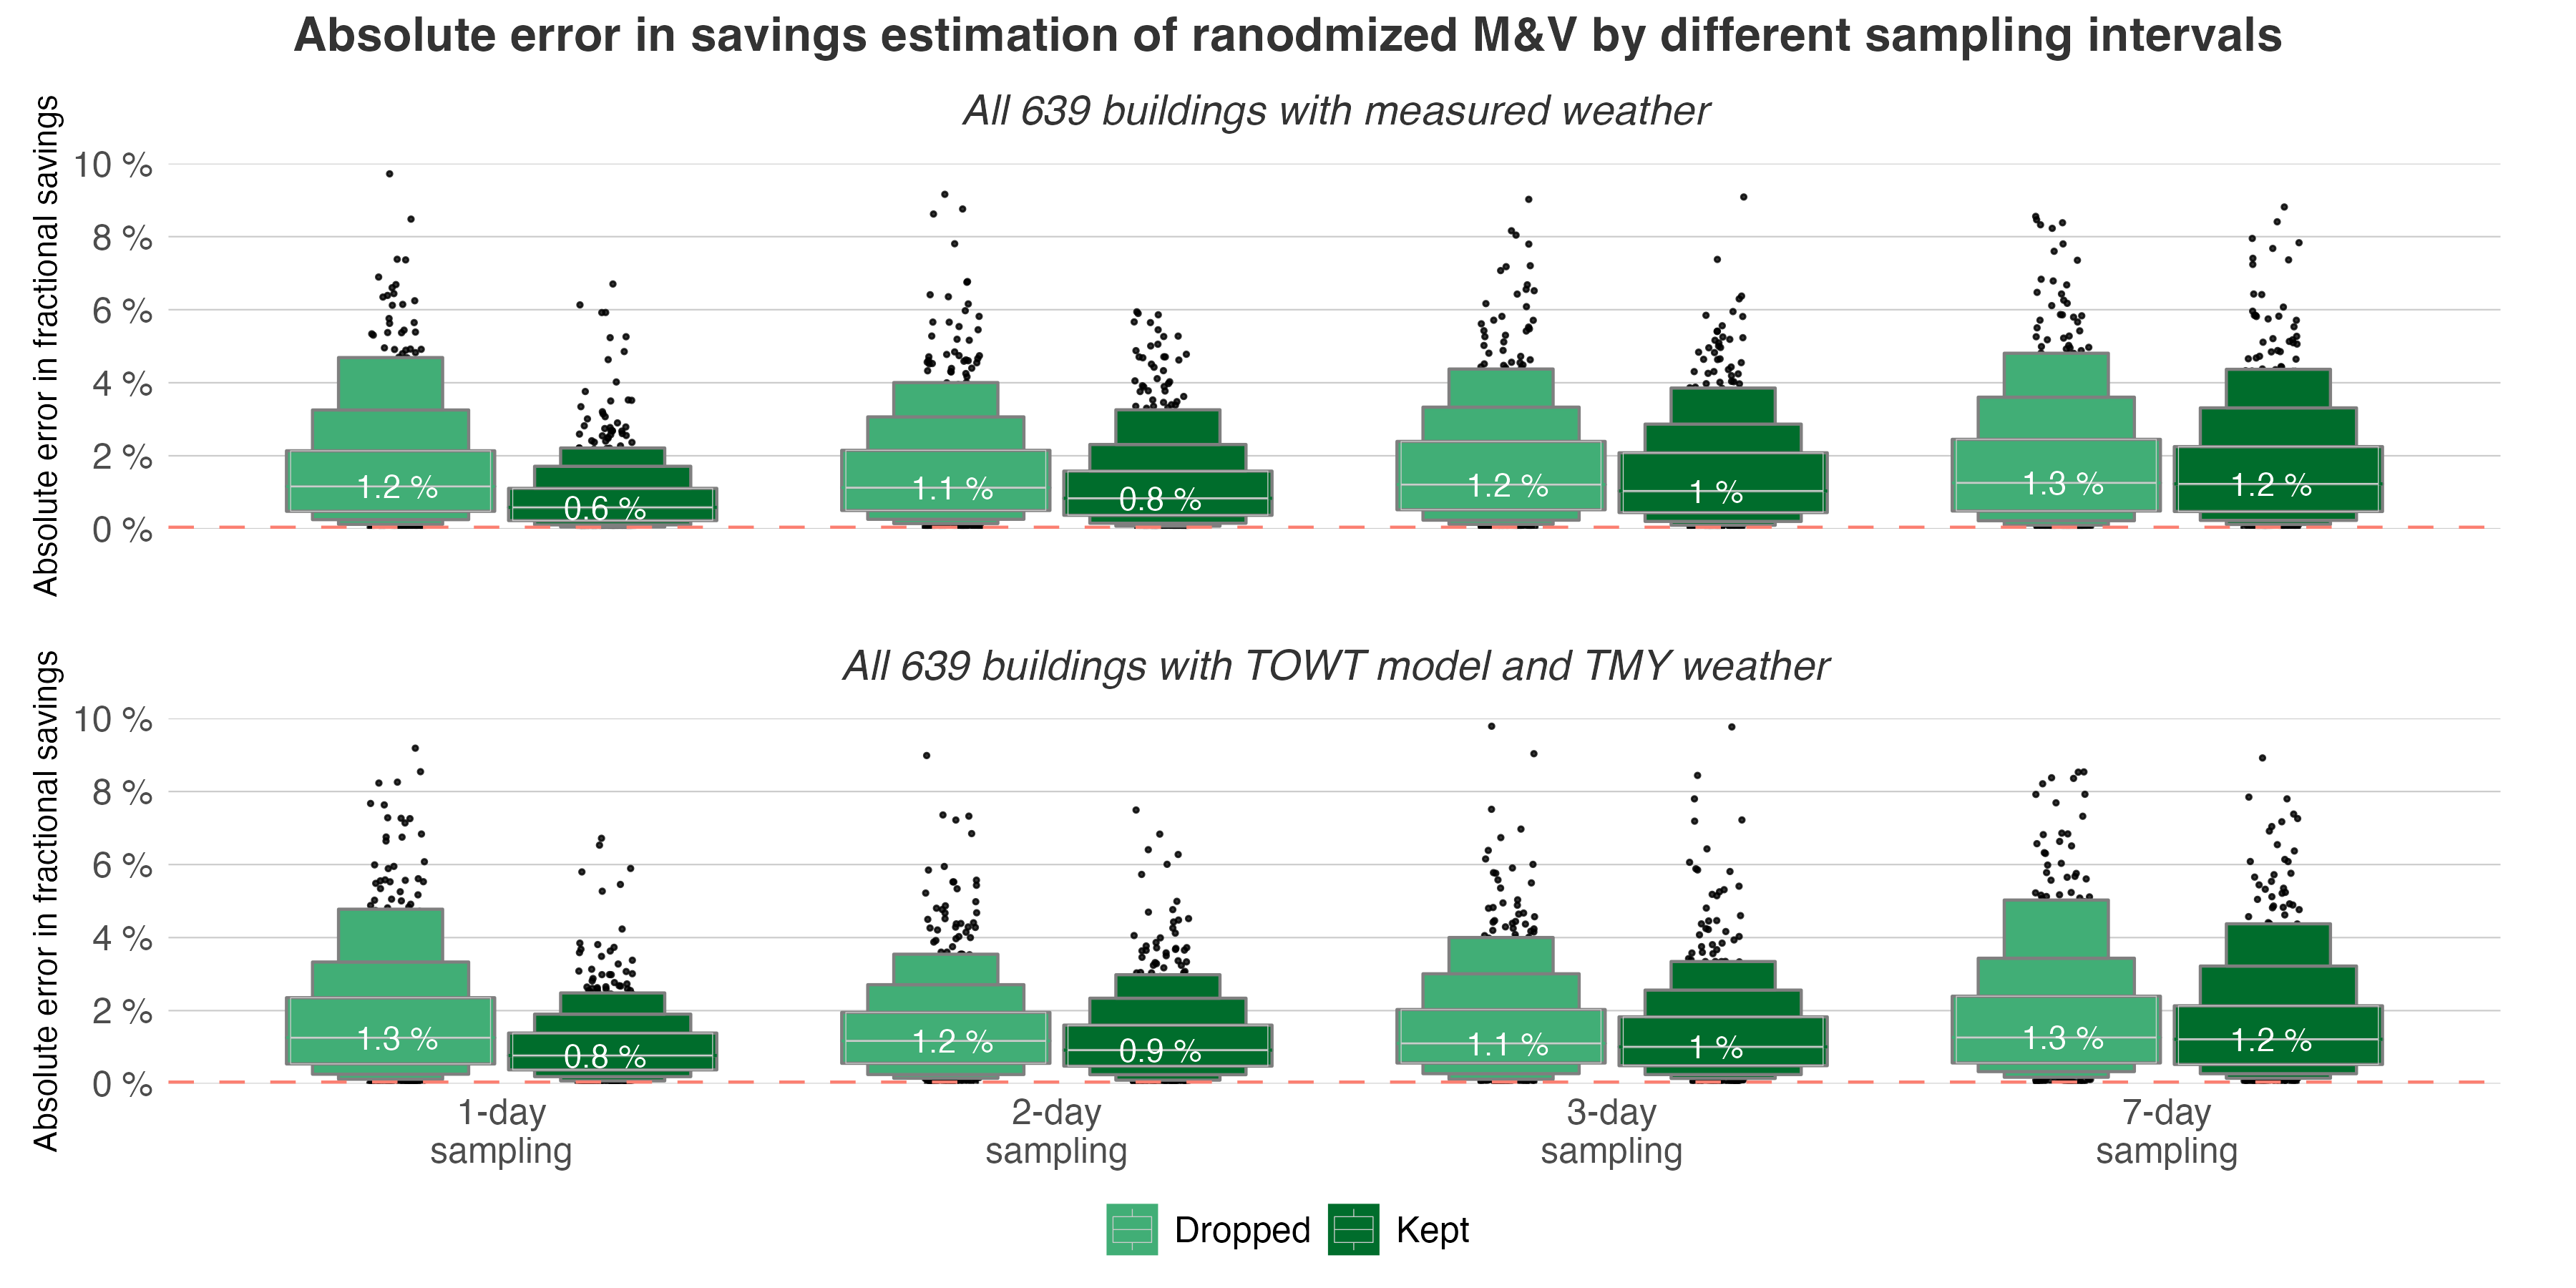 Absolute error in savings estimation of ranodmized M&V by different sampling intervals
All 639 buildings with measured weather
Absolute error in fractional savings
10 %
8 %
6 %
4 %
2 %
0 %
1.2 %
0.6 %
1.1 %
0.8 %
1.2 %
1 %
1.3 %
1.2 %
All 639 buildings with TOWT model and TMY weather
Absolute error in fractional savings
10 %
8 %
6 %
4 %
2 %
0 %
1.3 %
0.8 %
1.2 %
0.9 %
1.1 %
1 %
1.3 %
1.2 %
1-day
sampling
2-day
sampling
3-day
sampling
7-day
sampling
Dropped
Kept